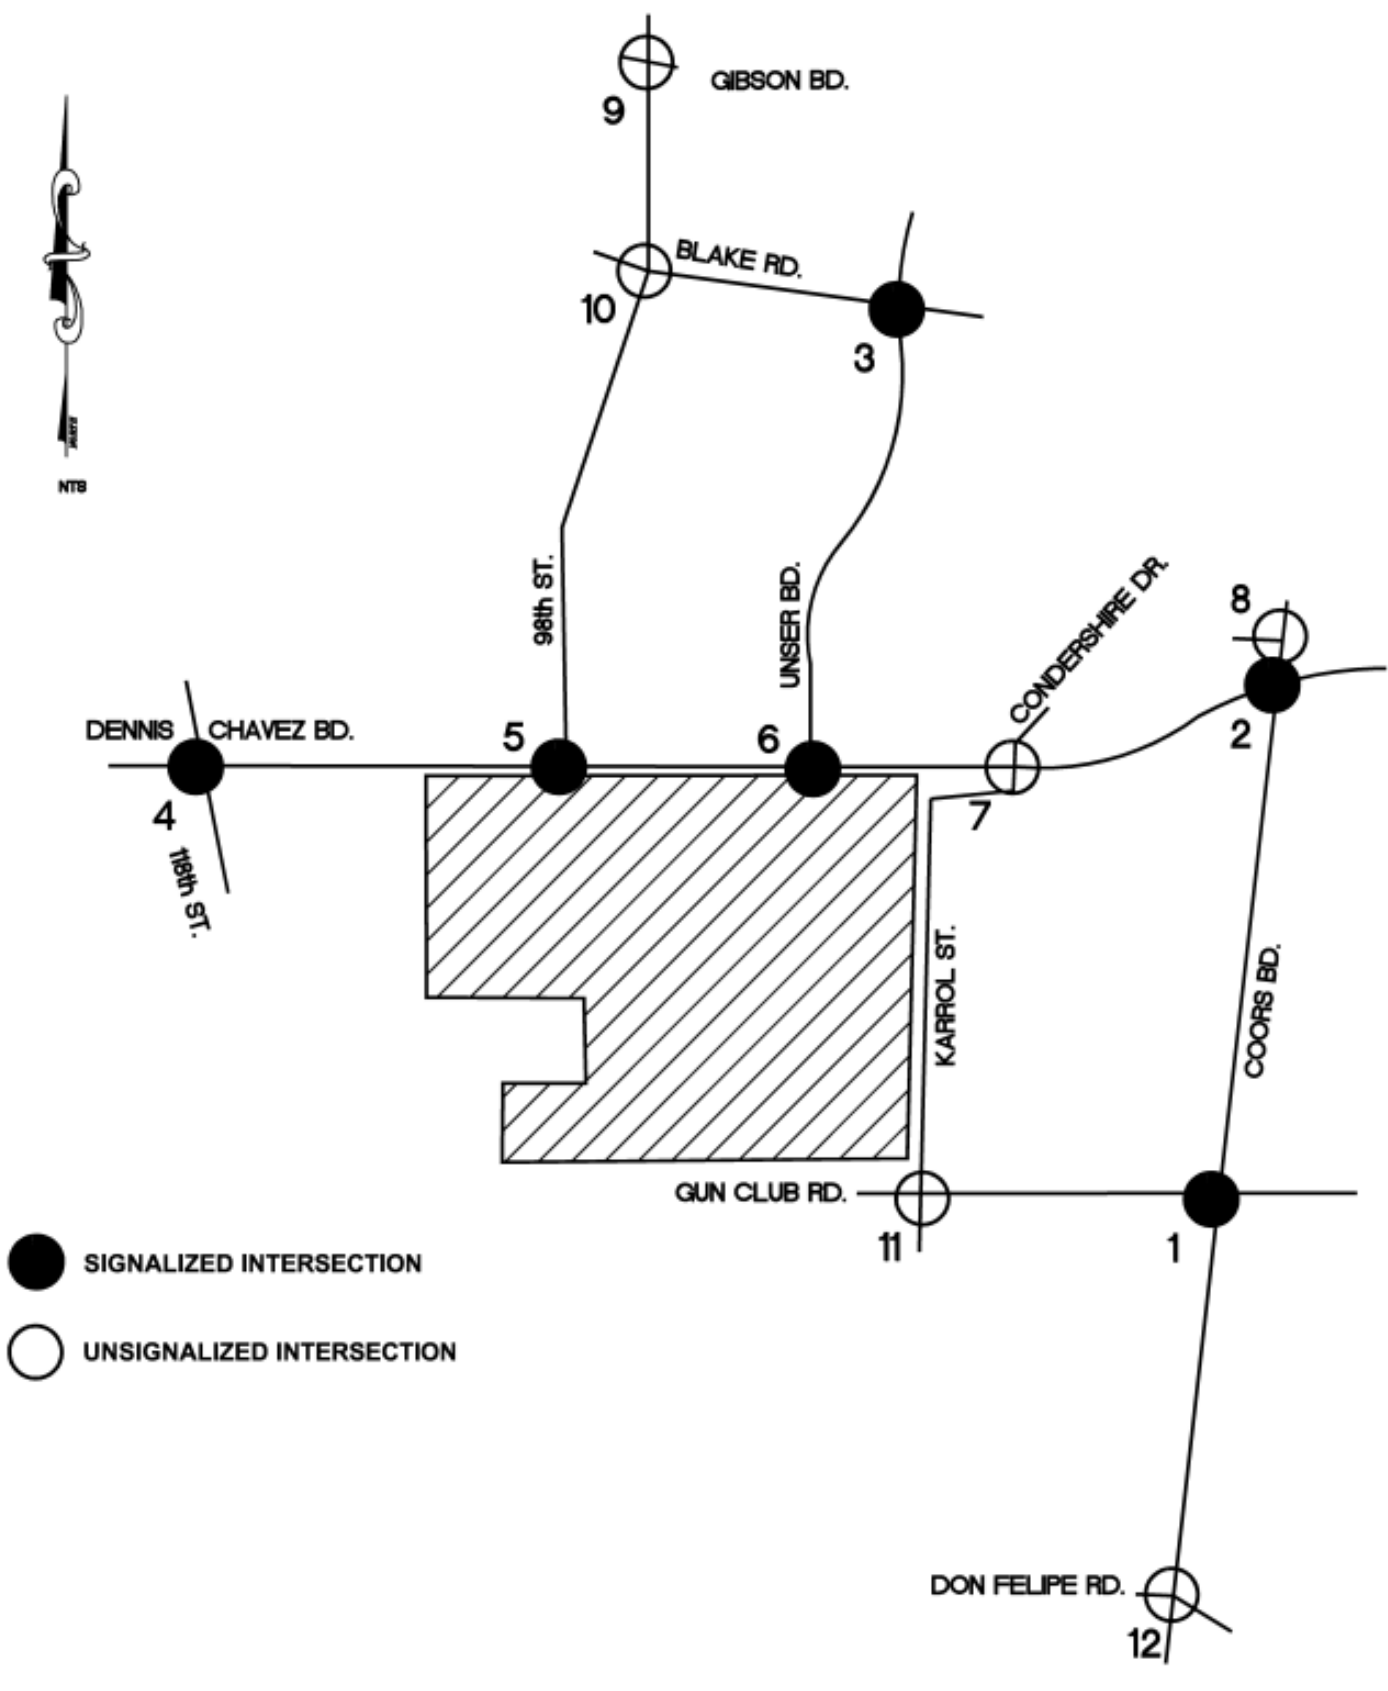 GIBSON BD.
9
BLAKE RD.
10
3
NTS
98th ST.
UNSER BD.
CONDERSHIRE DR.
8
DENNIS CHAVEZ BD.
5
6
2
4
7
118th ST.
KARROL ST.
COORS BD.
GUN CLUB RD.
11
1
SIGNALIZED INTERSECTION
UNSIGNALIZED INTERSECTION
DON FELIPE RD.
12